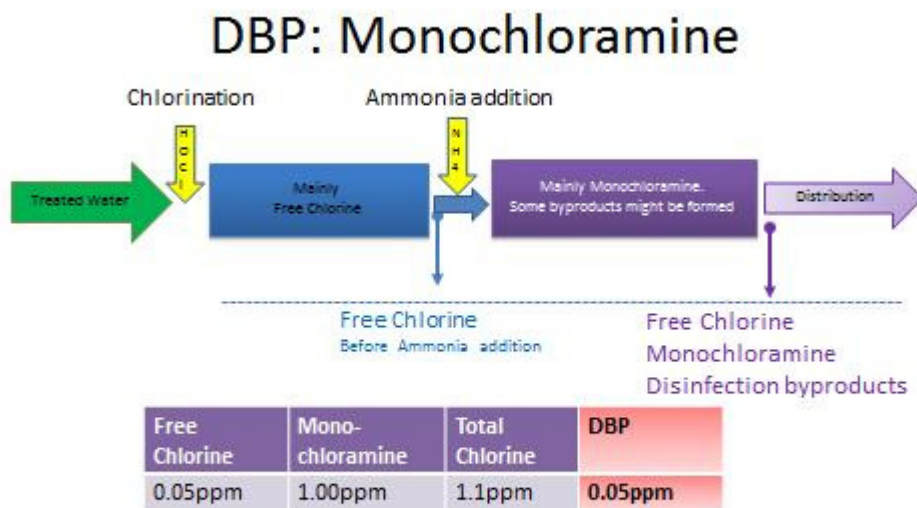 DBP: Monochloramine
Chlorination
Ammonia addition
HOCl
NH4
Treated Water
Mainly
Free Chlorine
Mainly Monochloramine.
Some byproducts might be formed
Distribution
Free Chlorine
Before Ammonia addition
Free Chlorine
Monochloramine
Disinfection byproducts
Free
Chlorine
Mono-
chloramine
Total
Chlorine
DBP
0.05ppm
1.00ppm
1.1ppm
0.05ppm